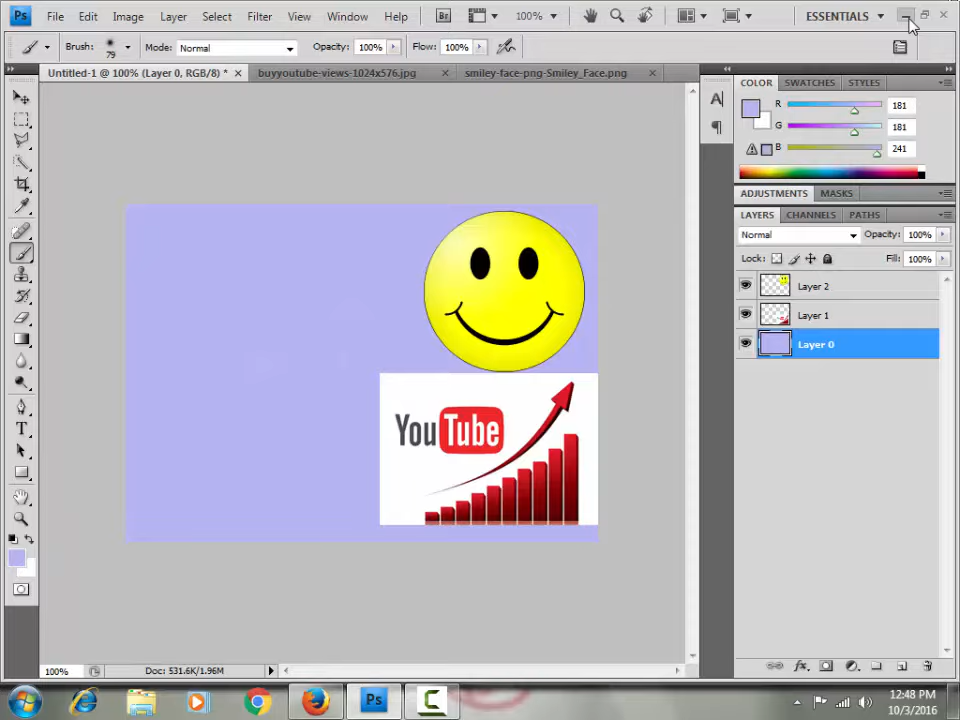 Ps File Edit Image Layer Select Filter View Window Help Br 100% ESSENTIALS
Brush: 79 Mode: Normal Opacity: 100% Flow: 100%
Untitled-1 @ 100% (Layer 0, RGB/8) * buyyoutube-views-1024x576.jpg smiley-face-png-Smiley_Face.png
COLOR SWATCHES STYLES
R 181
G 181
B 241
ADJUSTMENTS MASKS
LAYERS CHANNELS PATHS
Normal Opacity: 100%
Lock: Fill: 100%
Layer 2
Layer 1
Layer 0
YouTube
100% Doc: 531.6K/1.96M
Ps C 12:48 PM
10/3/2016